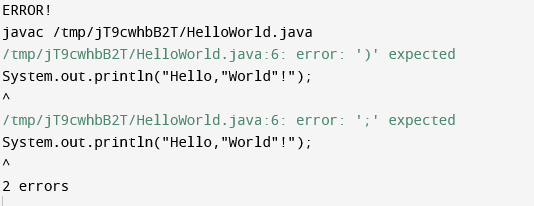 ERROR!
javac /tmp/jT9cwhbB2T/HelloWorld.java
/tmp/jT9cwhbB2T/HelloWorld.java:6: error: ')' expected
System.out.println("Hello,"World"!");
^
/tmp/jT9cwhbB2T/HelloWorld.java:6: error: ';' expected
System.out.println("Hello,"World"!");
^
2 errors